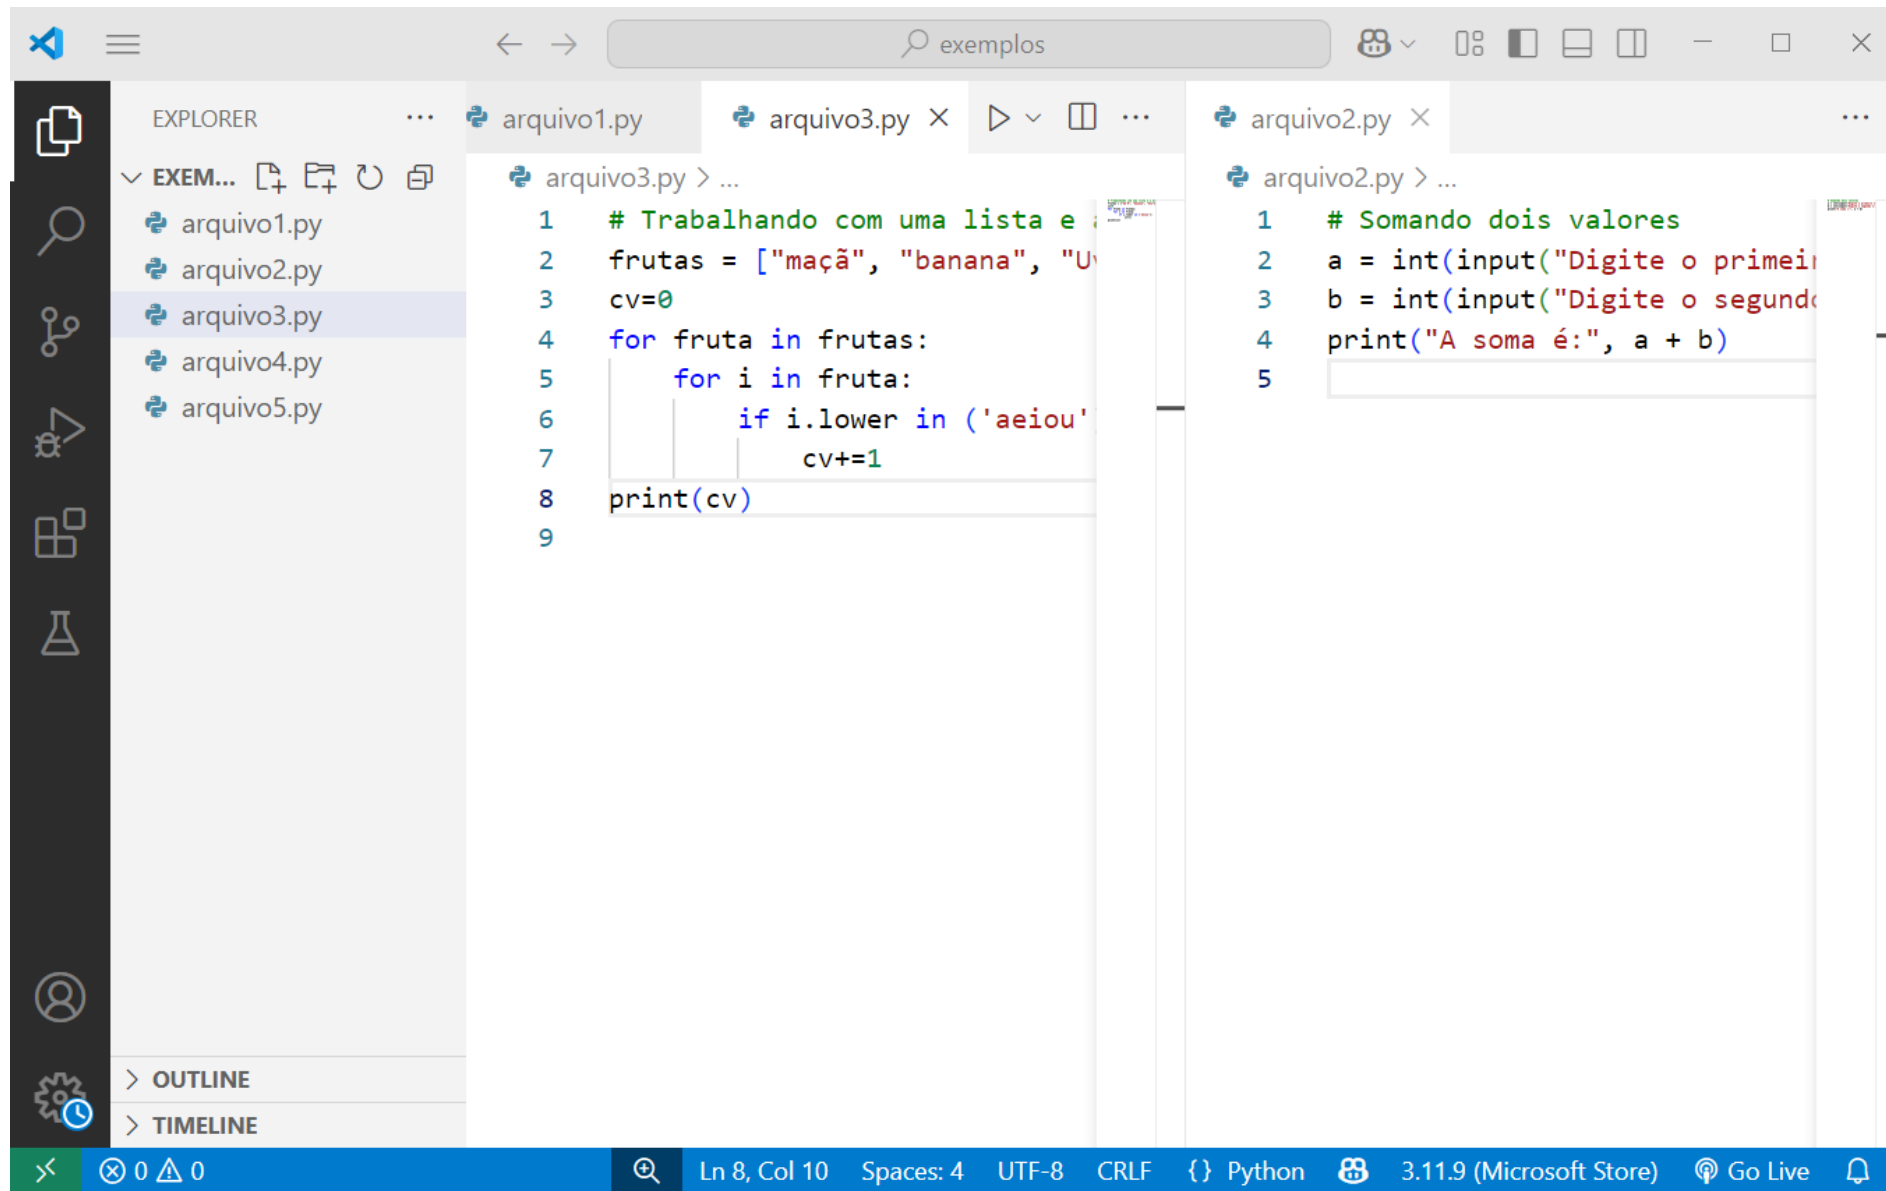 exemplos
EXPLORER
EXEM...
arquivo1.py
arquivo2.py
arquivo3.py
arquivo4.py
arquivo5.py
OUTLINE
TIMELINE
arquivo1.py
arquivo3.py
arquivo3.py > ...
1 # Trabalhando com uma lista e
2 frutas = ["maçã", "banana", "Uv
3 cv=0
4 for fruta in frutas:
5 for i in fruta:
6 if i.lower in ('aeiou'
7 cv+=1
8 print(cv)
9
arquivo2.py
arquivo2.py > ...
1 # Somando dois valores
2 a = int(input("Digite o primeir
3 b = int(input("Digite o segundo
4 print("A soma é:", a + b)
5
0 0 Ln 8, Col 10 Spaces: 4 UTF-8 CRLF {} Python 3.11.9 (Microsoft Store) Go Live